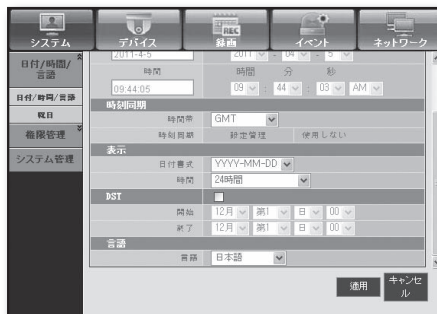 システム デバイス 録画 イベント ネットワーク
REC
日付/時間/言語
日付/時間/言語
祝日
権限管理
システム管理
2011-4-5 2011 - 04 - 5
時間 時間 分 秒
09:44:05 09 : 44 : 03 AM
時刻同期
時間帯 GMT
時刻同期 設定管理 使用しない
表示
日付書式 YYYY-MM-DD
時間 24時間
DST
開始 12月 第1 日 00
終了 12月 第1 日 00
言語
言語 日本語
適用 キャンセル